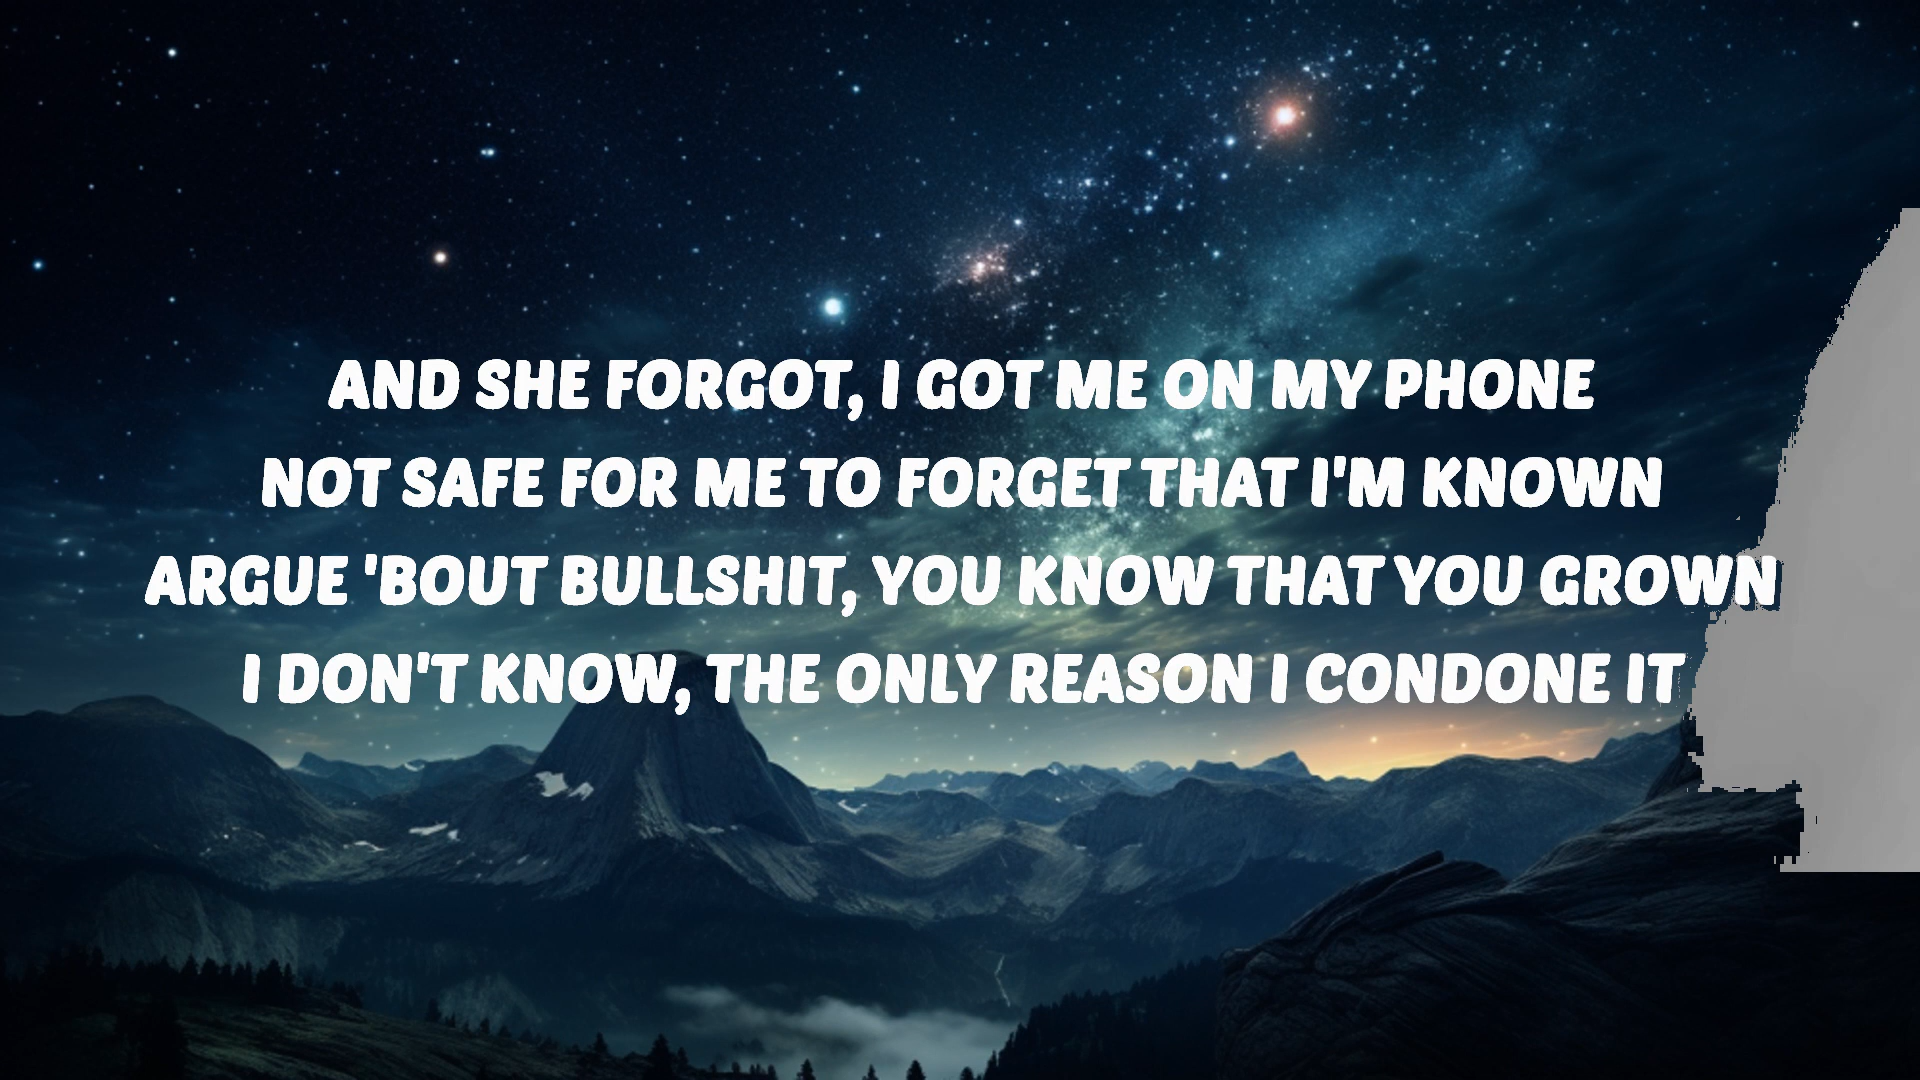 AND SHE FORGOT, I GOT ME ON MY PHONE
NOT SAFE FOR ME TO FORGET THAT I'M KNOWN
ARGUE 'BOUT BULLSHIT, YOU KNOW THAT YOU GROWN
I DON'T KNOW, THE ONLY REASON I CONDONE IT